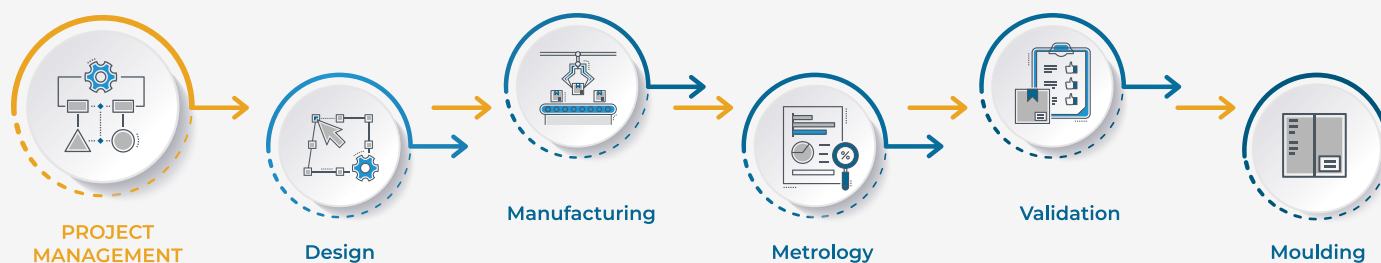 PROJECT
MANAGEMENT
Design
Manufacturing
%
Metrology
Validation
Moulding